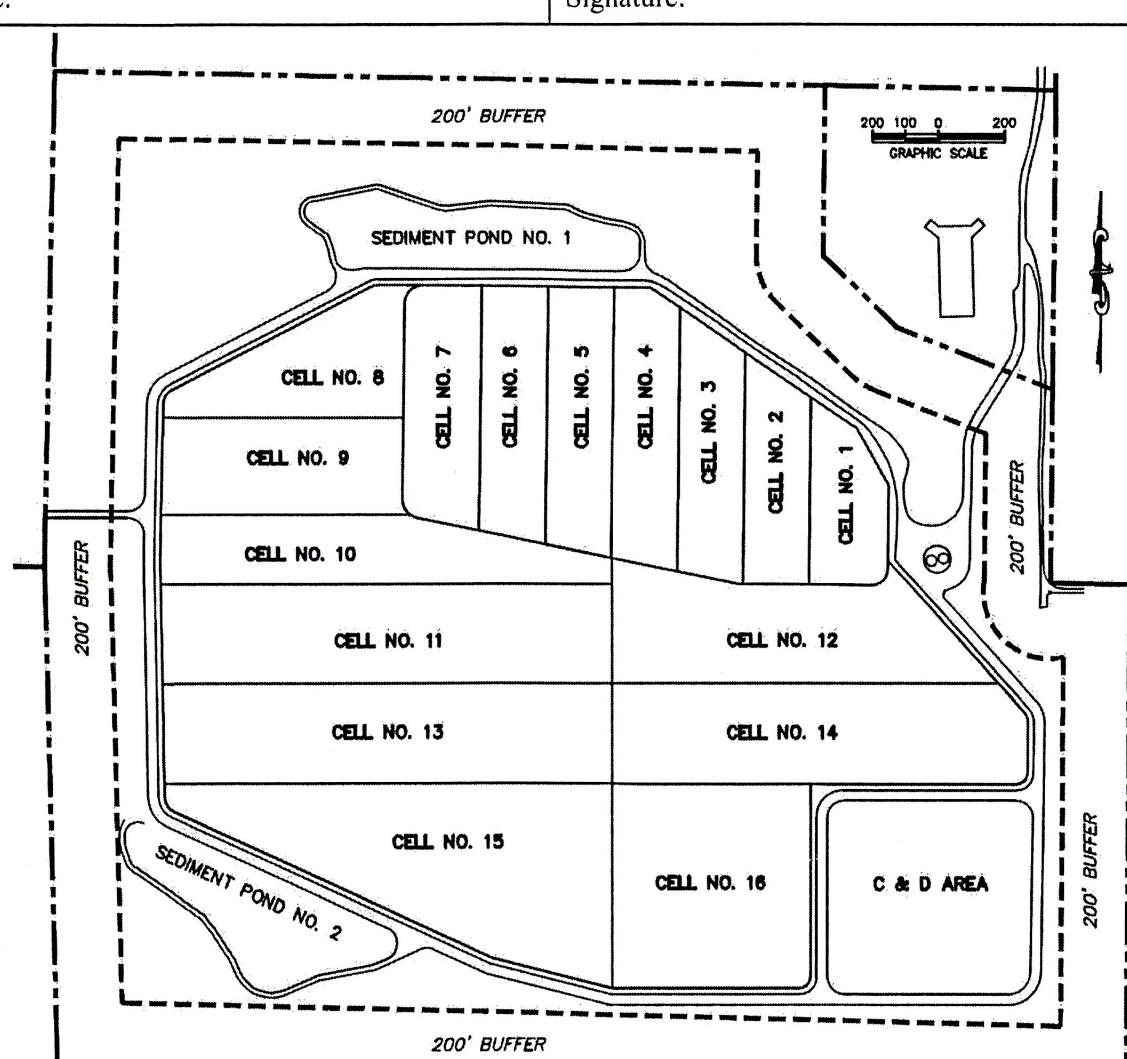 Signature:
200' BUFFER
200 100 0 200
GRAPHIC SCALE
SEDIMENT POND NO. 1
CELL NO. 8
CELL NO. 7
CELL NO. 6
CELL NO. 5
CELL NO. 4
CELL NO. 3
CELL NO. 2
CELL NO. 1
CELL NO. 9
200' BUFFER
CELL NO. 10
200' BUFFER
8
CELL NO. 11
CELL NO. 12
CELL NO. 13
CELL NO. 14
CELL NO. 15
SEDIMENT POND NO. 2
CELL NO. 16
C & D AREA
200' BUFFER
200' BUFFER